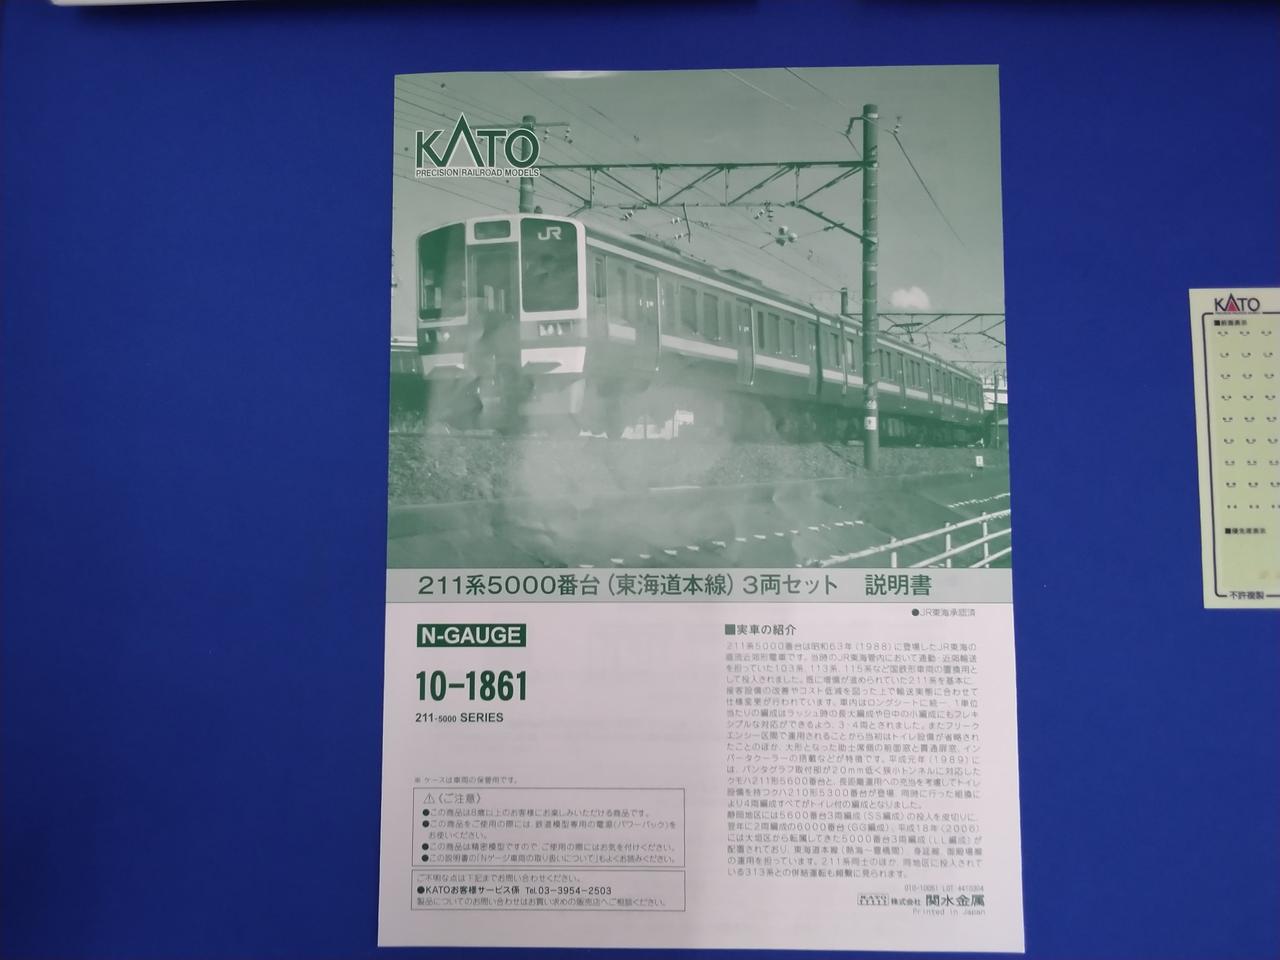 KATO
PRECISION RAILROAD MODELS
JR
211系5000番台(東海道本線)3両セット 説明書
●JR東海承認済
N-GAUGE
10-1861
211-5000 SERIES
※ ケースは車両の保管用です。
⚠〈ご注意〉
●この商品は8歳以上のお客様にお楽しみいただける商品です。
●この商品をご使用の際には、鉄道模型専用の電源(パワーパック)を
お使いください。
●この商品は精密模型ですので、ご使用の際にはお気を付けください。
●この説明書の「Nゲージ車両の取り扱いについて」もよくお読みください。
ご不明な点は下記までお問い合わせください。
●KATOお客様サービス係 Tel.03-3954-2503
製品についてのお問い合わせはお買い求めの販売店へご相談ください。
■実車の紹介
211系5000番台は昭和63年(1988)に登場したJR東海の
直流近郊形電車です。当時のJR東海管内において通勤・近郊輸送
を担っていた103系、113系、115系など国鉄形車両の置換用と
して投入されました。既に増備が進められていた211系を基本に、
接客設備の改善やコスト低減を図った上で輸送実態に合わせて
仕様変更が行われています。車内はロングシートに統一、1単位
当たりの編成はラッシュ時の長大編成や日中の小編成にもフレキ
シブルな対応ができるよう、3・4両とされました。またフリーク
エンシー区間で運用されることから当初はトイレ設備が省略され
たことのほか、大形となった助士席側の前面窓と貫通扉窓、イン
バータクーラーの搭載などが特徴です。平成元年(1989)に
は、パンタグラフ取付部が20mm低く狭小トンネルに対応した
クモハ211形5600番台と、長距離運用への充当を考慮してトイレ
設備を持つクハ210形5300番台が登場、同時に行った組換に
より4両編成すべてがトイレ付の編成となりました。
静岡地区には5600番台3両編成(SS編成)の投入を皮切りに、
翌年に2両編成の6000番台(GG編成)、平成18年(2006)
には大垣区から転属してきた5000番台3両編成(LL編成)が
配置されており、東海道本線(熱海ー豊橋間)、身延線、御殿場線
の運用を担っています。211系同士のほか、同地区に投入されて
いる313系との併結運転も頻繁に見られます。
KATO
株式会社 関水金属
Printed in Japan
KATO
■前面表示
■優先席表示
不許複製